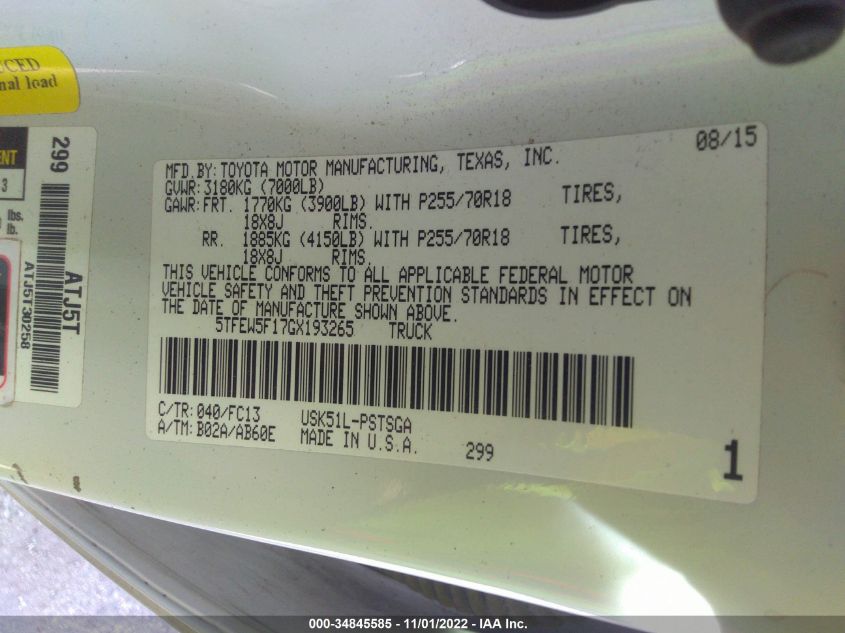 UCED
nal load
ENT
3
lbs.
lb.
299
ATJ5T
ATJ5T30258
08/15
MFD.BY: TOYOTA MOTOR MANUFACTURING, TEXAS, INC.
GVWR: 3180KG (7000LB)
GAWR: FRT. 1770KG (3900LB) WITH P255/70R18 TIRES,
18X8J RIMS.
RR. 1885KG (4150LB) WITH P255/70R18 TIRES,
18X8J RIMS.
THIS VEHICLE CONFORMS TO ALL APPLICABLE FEDERAL MOTOR
VEHICLE SAFETY AND THEFT PREVENTION STANDARDS IN EFFECT ON
THE DATE OF MANUFACTURE SHOWN ABOVE.
5TFEW5F17GX193265 TRUCK
C/TR: 040/FC13 USK51L-PSTSGA
A/TM: B02A/AB60E MADE IN U.S.A. 299
1
000-34845585 - 11/01/2022 - IAA Inc.